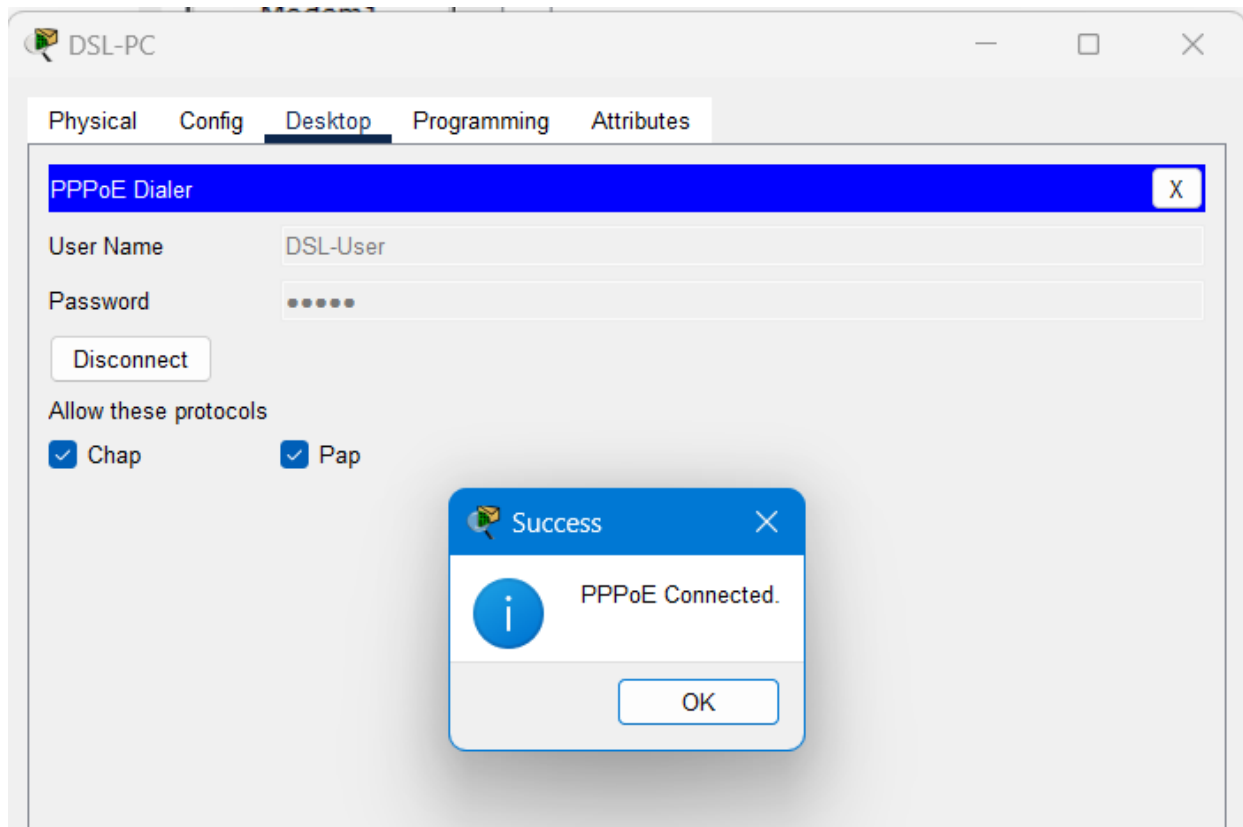 DSL-PC
Physical Config Desktop Programming Attributes
PPPoE Dialer X
User Name DSL-User
Password •••••
Disconnect
Allow these protocols
Chap Pap
Success
PPPoE Connected.
OK